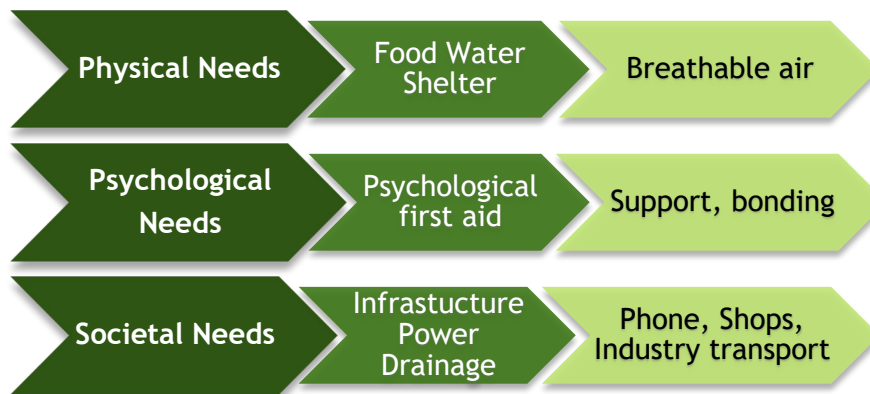 Physical Needs
Food Water
Shelter
Breathable air
Psychological
Needs
Psychological
first aid
Support, bonding
Societal Needs
Infrastucture
Power
Drainage
Phone, Shops,
Industry transport